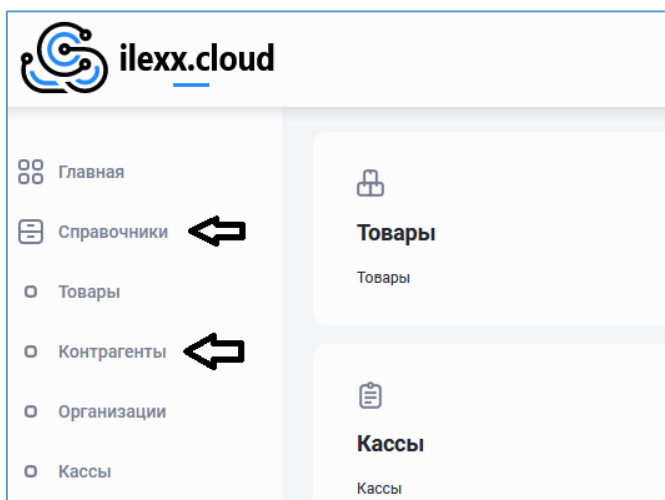 ilexx.cloud
Главная
Справочники
Товары
Контрагенты
Организации
Кассы
Товары
Товары
Кассы
Кассы